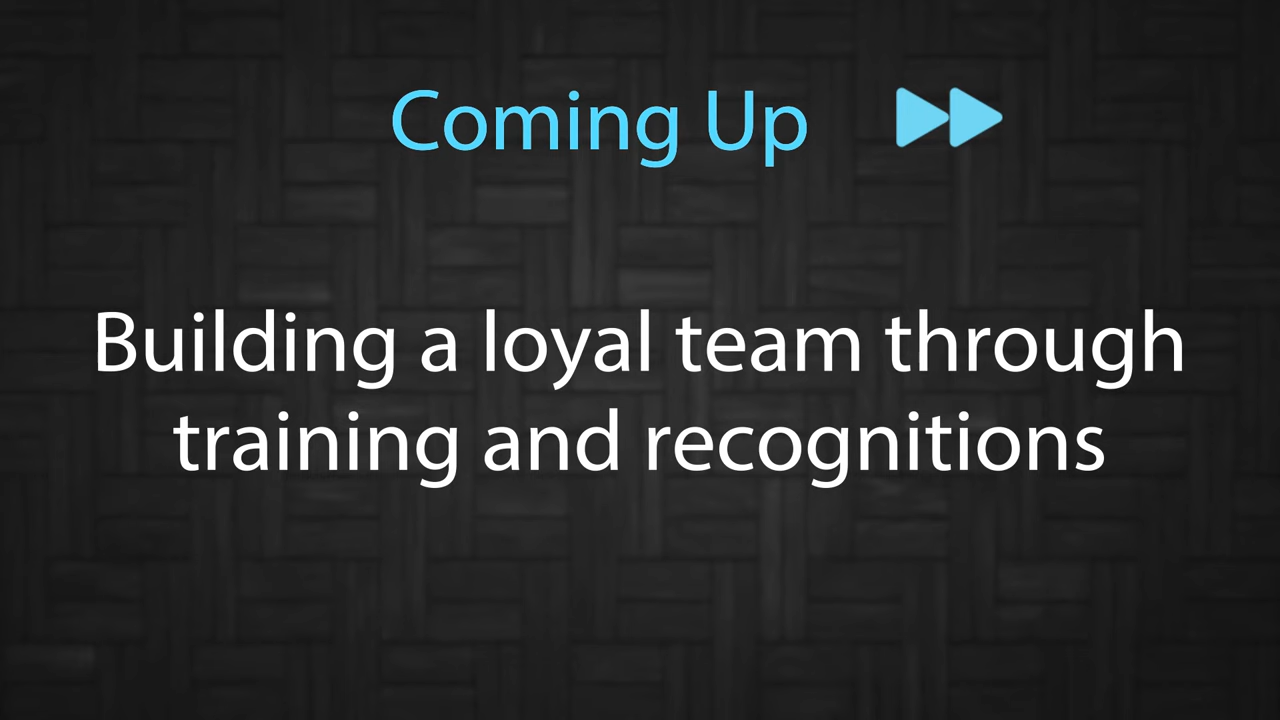 Coming Up
Building a loyal team through
training and recognitions